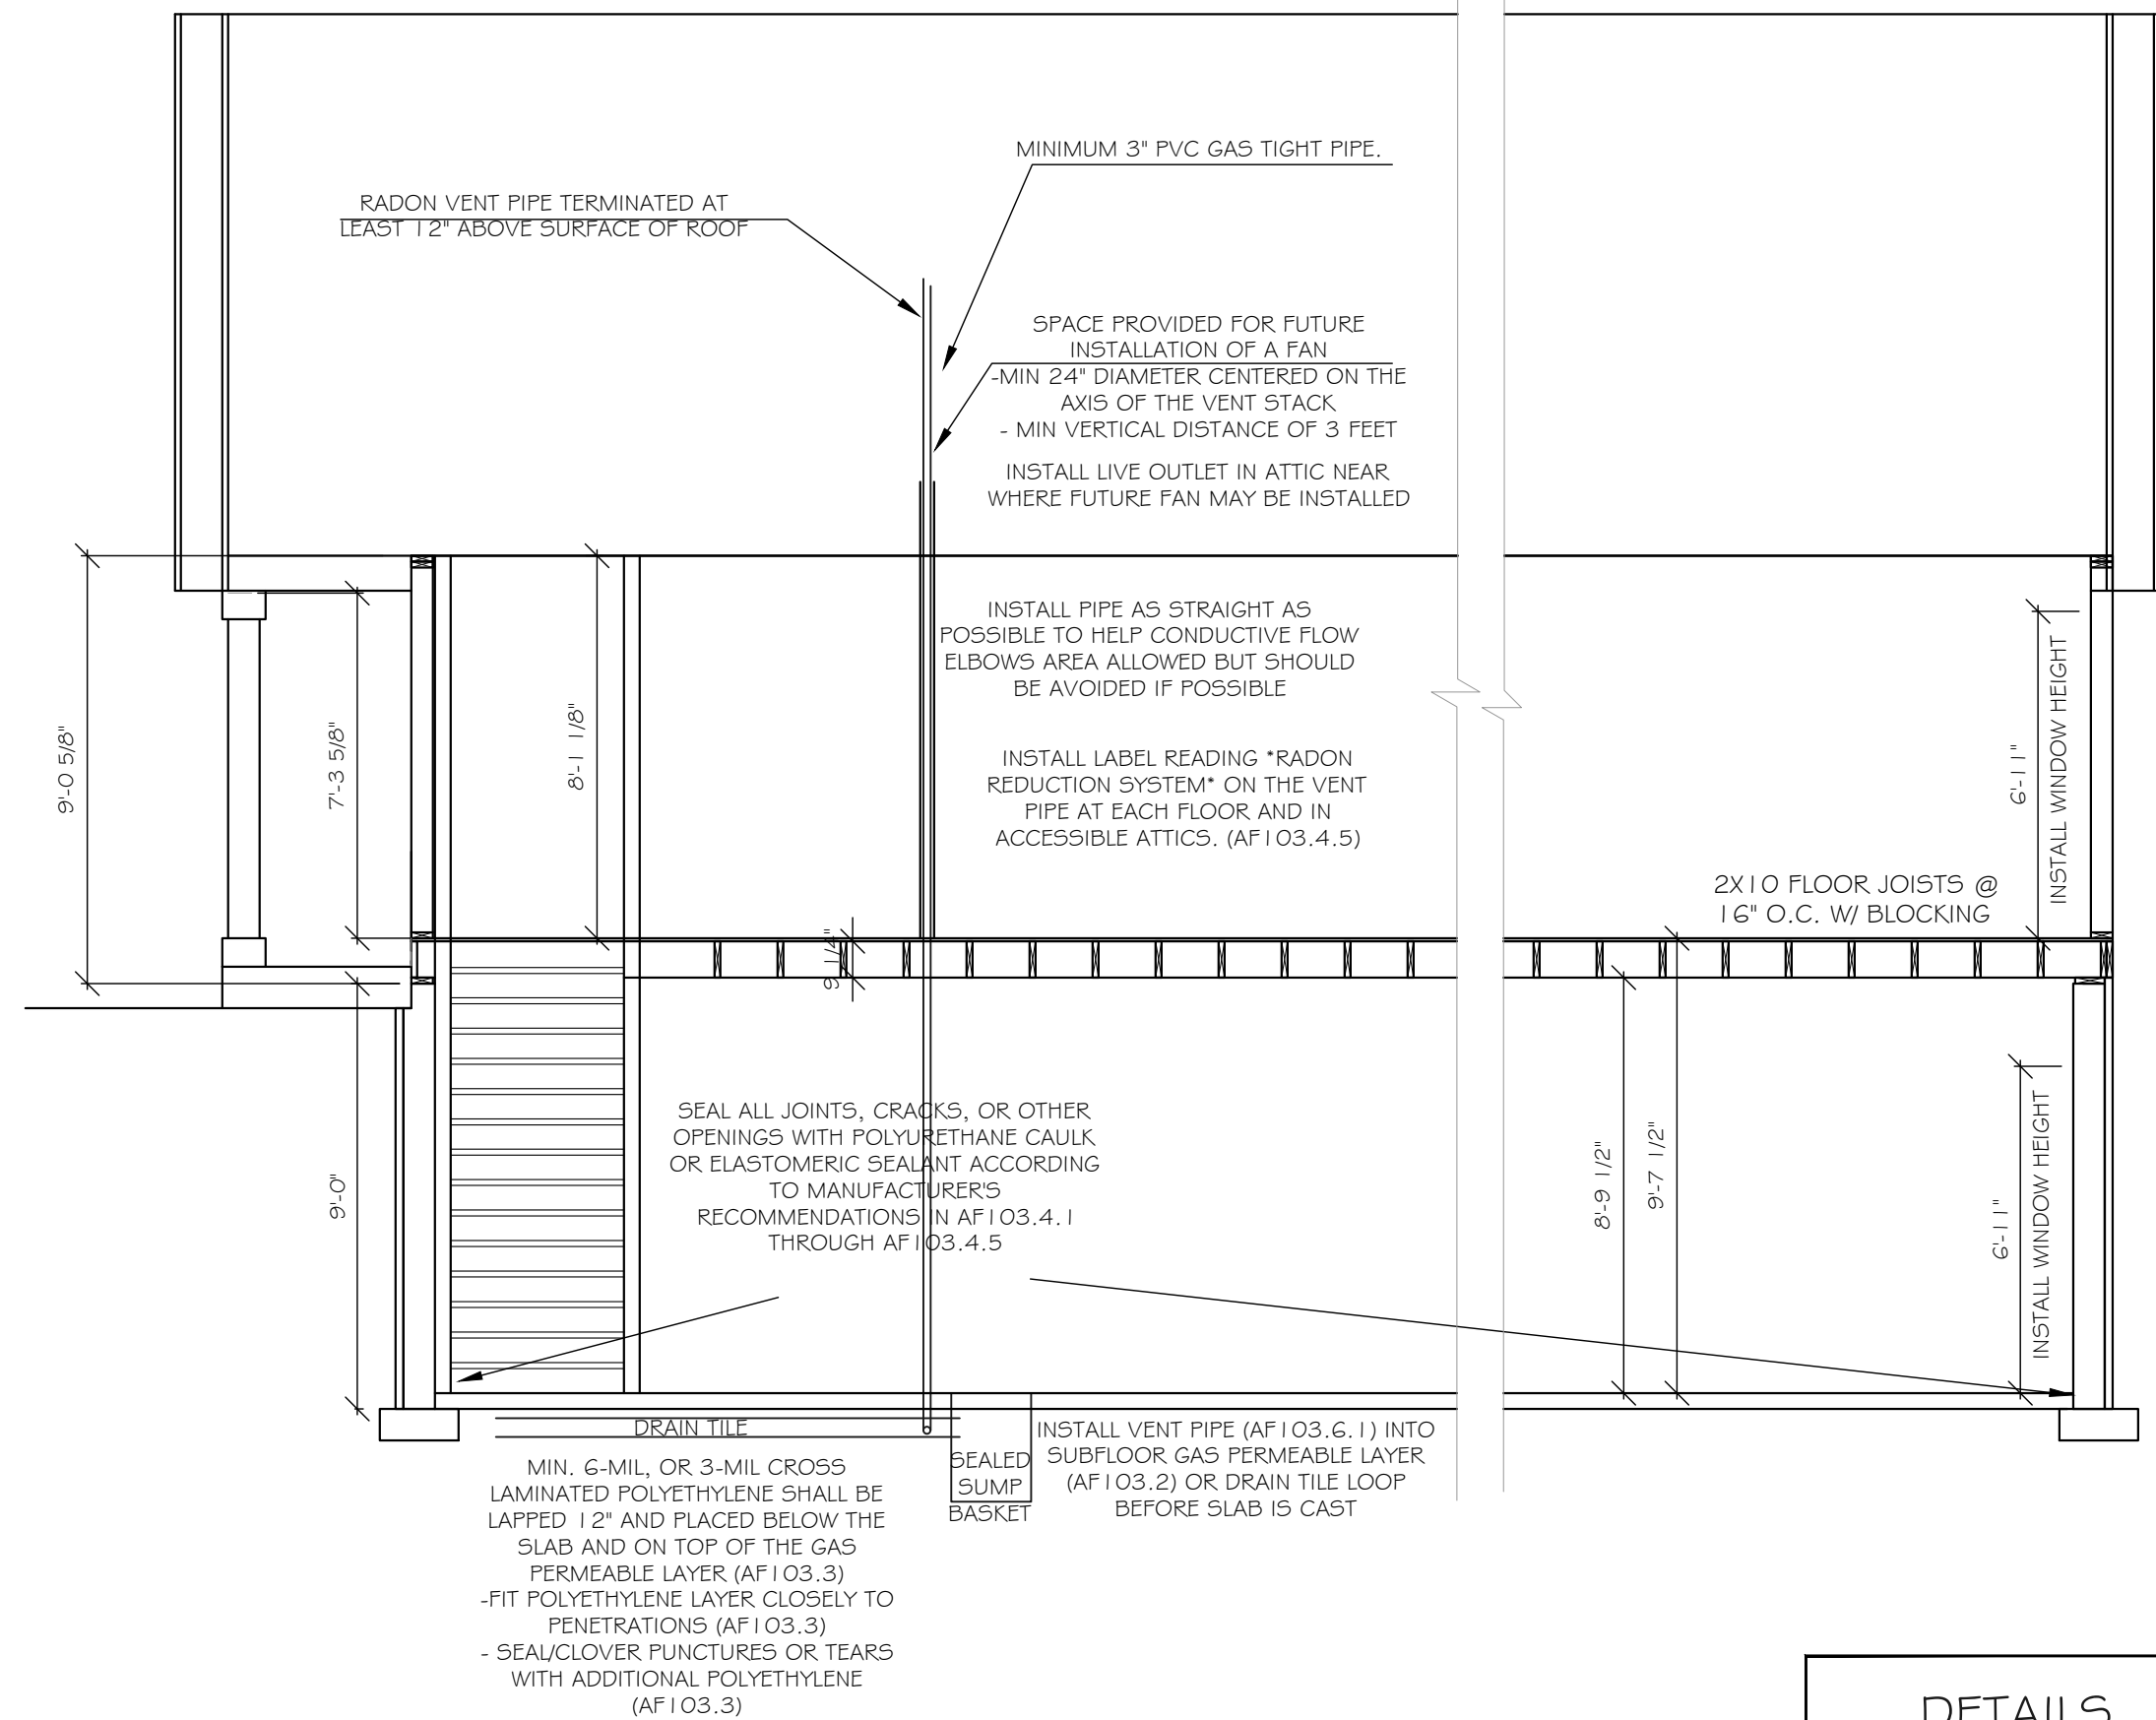 MINIMUM 3" PVC GAS TIGHT PIPE.
RADON VENT PIPE TERMINATED AT
LEAST 12" ABOVE SURFACE OF ROOF
SPACE PROVIDED FOR FUTURE
INSTALLATION OF A FAN
-MIN 24" DIAMETER CENTERED ON THE
AXIS OF THE VENT STACK
- MIN VERTICAL DISTANCE OF 3 FEET
INSTALL LIVE OUTLET IN ATTIC NEAR
WHERE FUTURE FAN MAY BE INSTALLED
INSTALL PIPE AS STRAIGHT AS
POSSIBLE TO HELP CONDUCTIVE FLOW
ELBOWS AREA ALLOWED BUT SHOULD
BE AVOIDED IF POSSIBLE
INSTALL LABEL READING *RADON
REDUCTION SYSTEM* ON THE VENT
PIPE AT EACH FLOOR AND IN
ACCESSIBLE ATTICS. (AF103.4.5)
9'-0 5/8"
7'-3 5/8"
8'-1 1/8"
6'-11"
INSTALL WINDOW HEIGHT
2X10 FLOOR JOISTS @
16" O.C. W/ BLOCKING
9 1/4"
SEAL ALL JOINTS, CRACKS, OR OTHER
OPENINGS WITH POLYURETHANE CAULK
OR ELASTOMERIC SEALANT ACCORDING
TO MANUFACTURER'S
RECOMMENDATIONS IN AF103.4.1
THROUGH AF103.4.5
9'-0"
8'-9 1/2"
9'-7 1/2"
6'-11"
INSTALL WINDOW HEIGHT
DRAIN TILE
MIN. 6-MIL, OR 3-MIL CROSS
LAMINATED POLYETHYLENE SHALL BE
LAPPED 12" AND PLACED BELOW THE
SLAB AND ON TOP OF THE GAS
PERMEABLE LAYER (AF103.3)
-FIT POLYETHYLENE LAYER CLOSELY TO
PENETRATIONS (AF103.3)
- SEAL/CLOVER PUNCTURES OR TEARS
WITH ADDITIONAL POLYETHYLENE
(AF103.3)
SEALED
SUMP
BASKET
INSTALL VENT PIPE (AF103.6.1) INTO
SUBFLOOR GAS PERMEABLE LAYER
(AF103.2) OR DRAIN TILE LOOP
BEFORE SLAB IS CAST
DETAILS